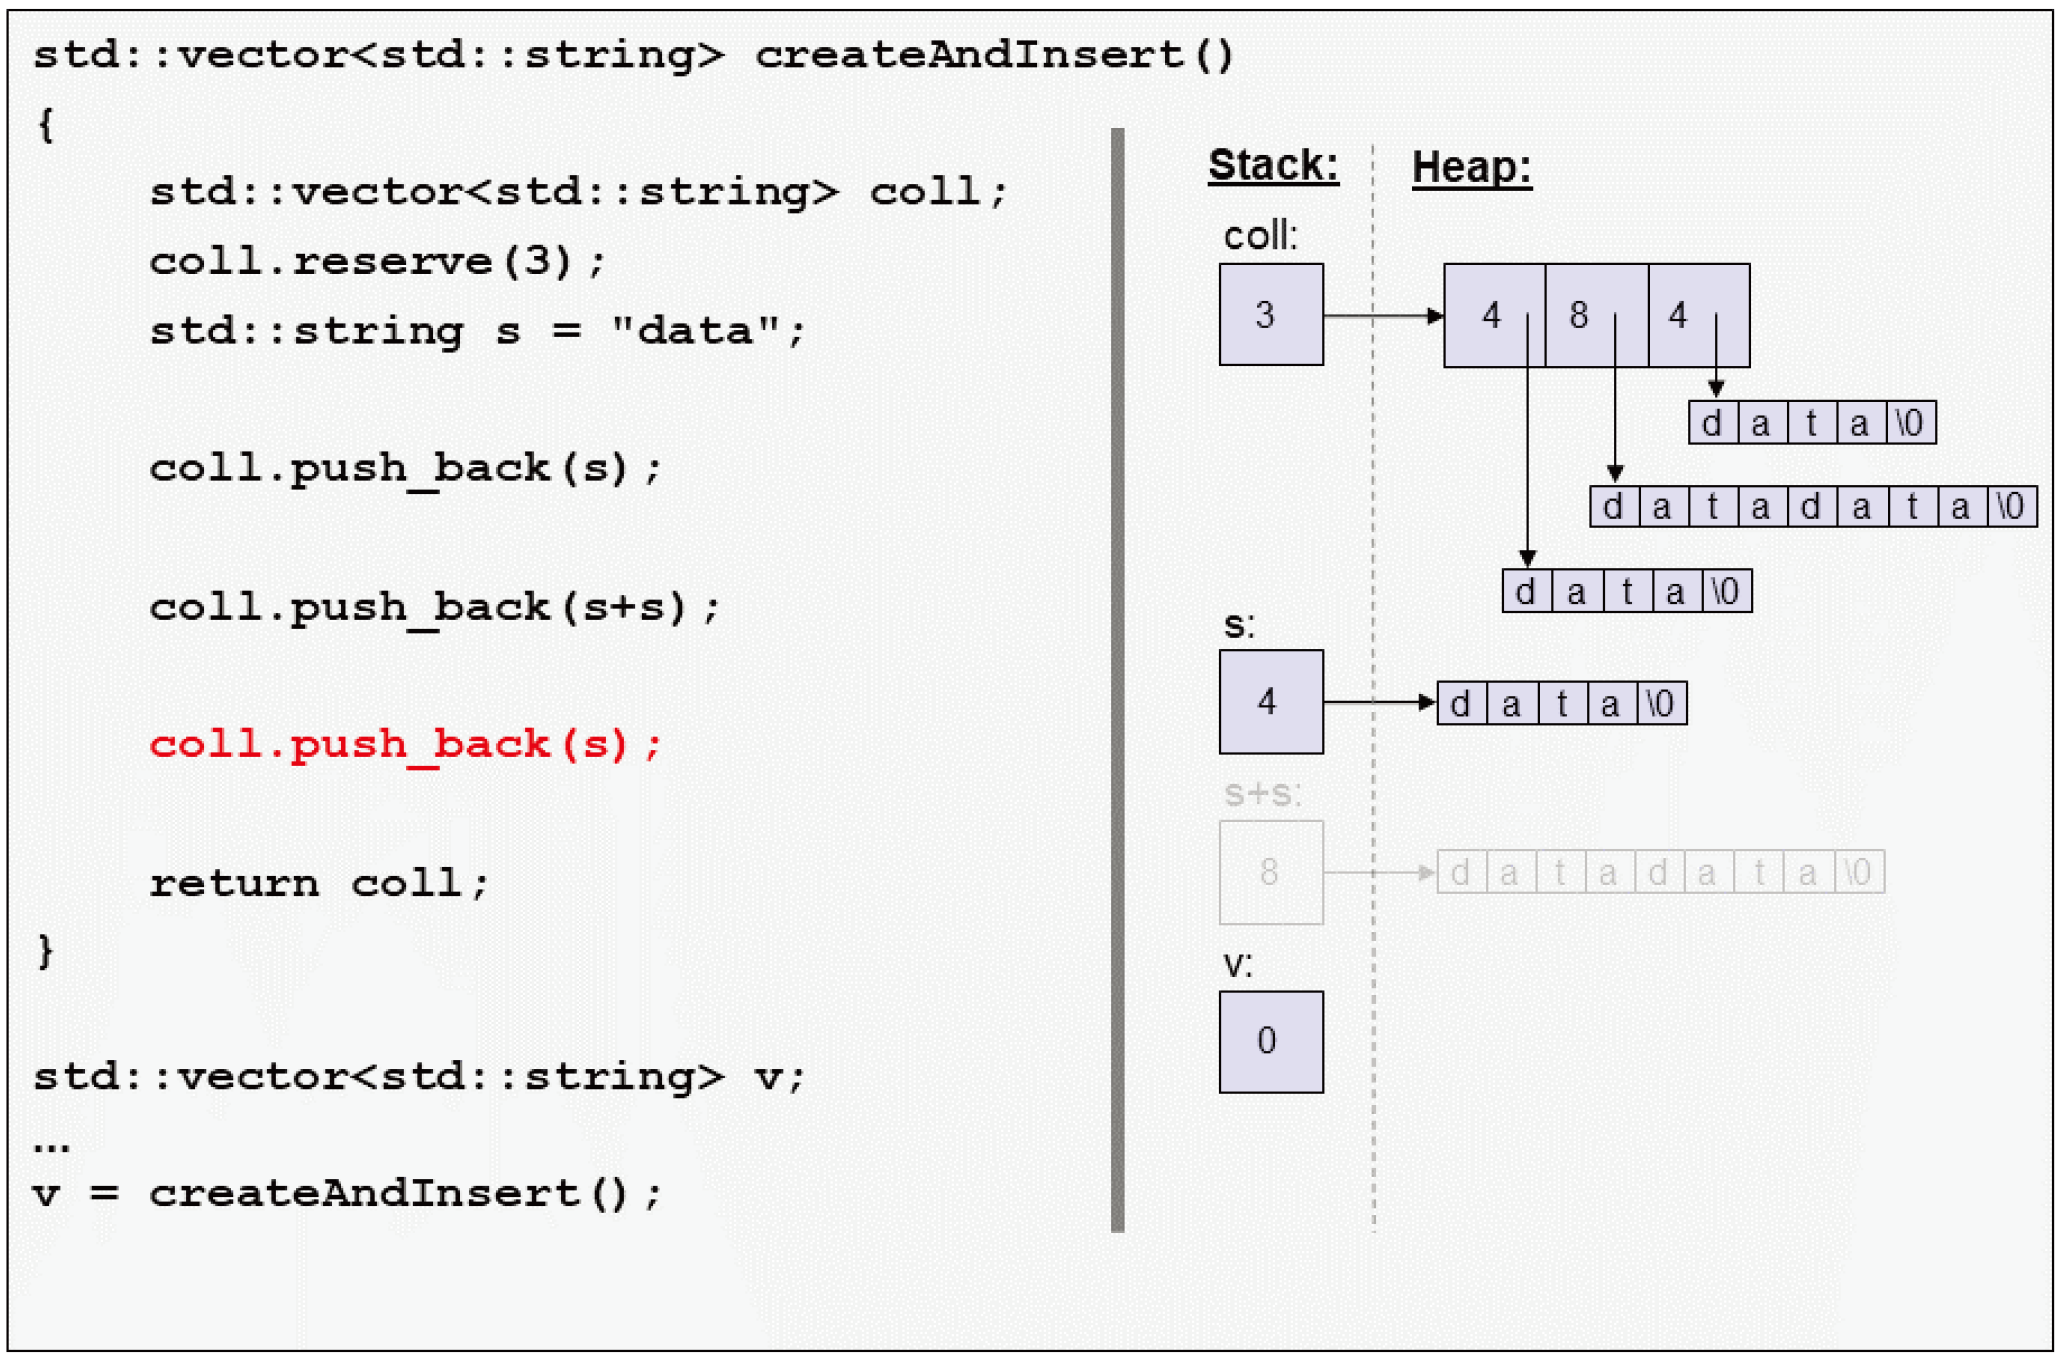 std::vector<std::string> createAndInsert()
{
std::vector<std::string> coll;
coll.reserve(3);
std::string s = "data";
coll.push_back(s);
coll.push_back(s+s);
coll.push_back(s);
return coll;
}
std::vector<std::string> v;
...
v = createAndInsert();
Stack: Heap:
coll:
3 4 8 4
d a t a \0
d a t a d a t a \0
d a t a \0
s:
4 d a t a \0
s+s:
8 d a t a d a t a \0
v:
0